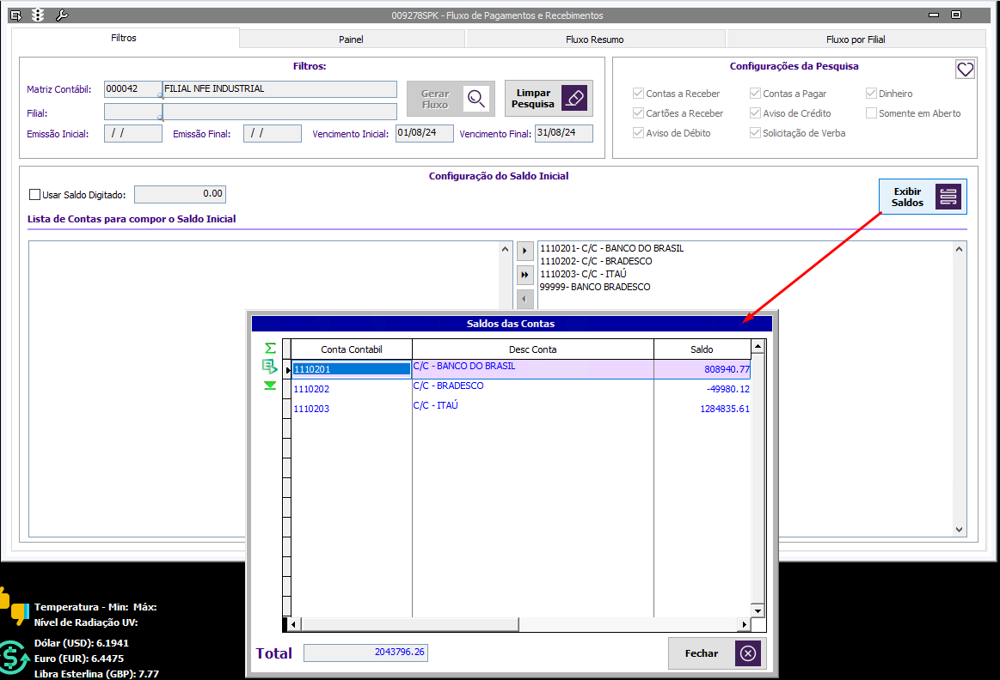 009278SPK - Fluxo de Pagamentos e Recebimentos
Filtros Painel Fluxo Resumo Fluxo por Filial
Filtros:
Matriz Contábil: 000042 FILIAL NFE INDUSTRIAL
Filial:
Emissão Inicial: / / Emissão Final: / / Vencimento Inicial: 01/08/24 Vencimento Final: 31/08/24
Gerar
Fluxo
Limpar
Pesquisa
Configurações da Pesquisa
Contas a Receber Contas a Pagar Dinheiro
Cartões a Receber Aviso de Crédito Somente em Aberto
Aviso de Débito Solicitação de Verba
Configuração do Saldo Inicial
Usar Saldo Digitado: 0.00
Exibir
Saldos
Lista de Contas para compor o Saldo Inicial
1110201- C/C - BANCO DO BRASIL
1110202- C/C - BRADESCO
1110203- C/C - ITAÚ
99999- BANCO BRADESCO
Saldos das Contas
Conta Contabil Desc Conta Saldo
1110201 C/C - BANCO DO BRASIL 808940.77
1110202 C/C - BRADESCO -49980.12
1110203 C/C - ITAÚ 1284835.61
Total 2043796.26
Fechar
Temperatura - Min: Máx:
Nível de Radiação UV:
Dólar (USD): 6.1941
Euro (EUR): 6.4475
Libra Esterlina (GBP): 7.77